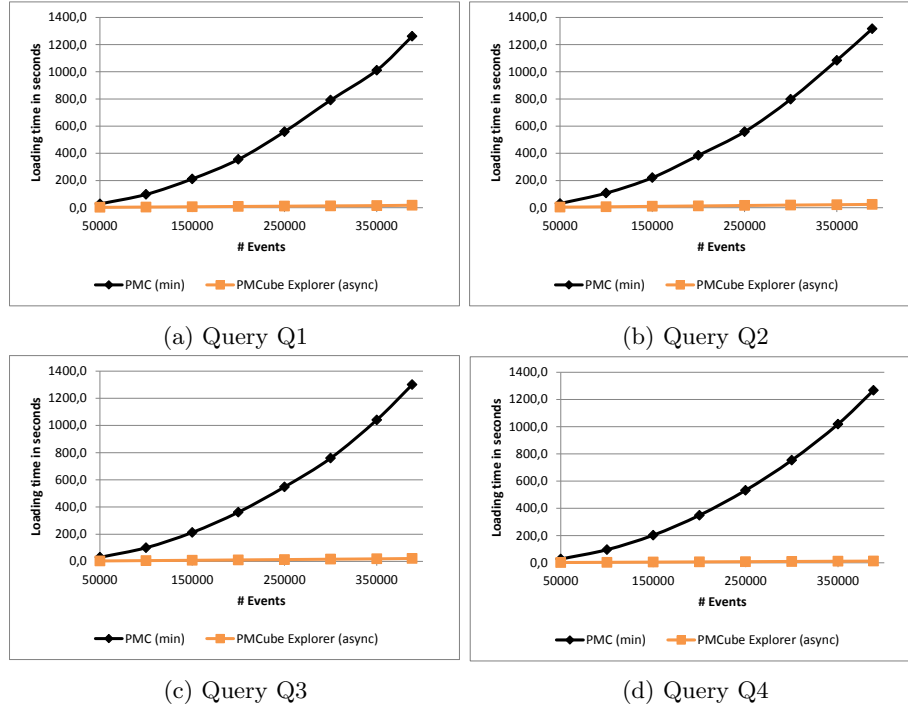 1400,0
1200,0
1000,0
800,0
600,0
400,0
200,0
0,0
Loading time in seconds
50000 150000 250000 350000
# Events
PMC (min) PMCube Explorer (async)
(a) Query Q1
1400,0
1200,0
1000,0
800,0
600,0
400,0
200,0
0,0
Loading time in seconds
50000 150000 250000 350000
# Events
PMC (min) PMCube Explorer (async)
(b) Query Q2
1400,0
1200,0
1000,0
800,0
600,0
400,0
200,0
0,0
Loading time in seconds
50000 150000 250000 350000
# Events
PMC (min) PMCube Explorer (async)
(c) Query Q3
1400,0
1200,0
1000,0
800,0
600,0
400,0
200,0
0,0
Loading time in seconds
50000 150000 250000 350000
# Events
PMC (min) PMCube Explorer (async)
(d) Query Q4